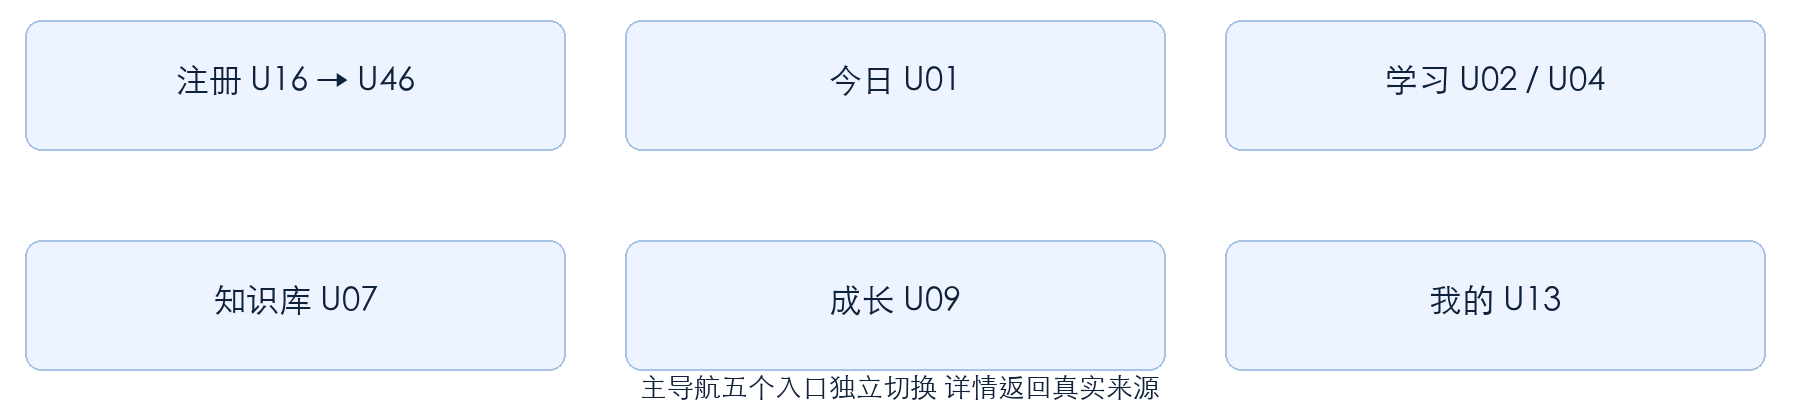 注册 U16 → U46
今日 U01
学习 U02 / U04
知识库 U07
成长 U09
我的 U13
主导航五个入口独立切换 详情返回真实来源